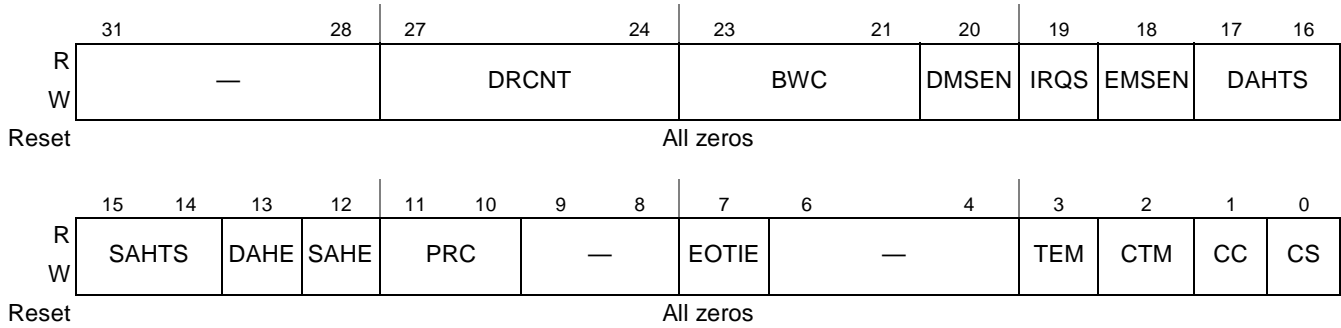 31 28 27 24 23 21 20 19 18 17 16
R
W
— DRCNT BWC DMSEN IRQS EMSEN DAHTS
Reset All zeros
15 14 13 12 11 10 9 8 7 6 4 3 2 1 0
R
W
SAHTS DAHE SAHE PRC — EOTIE — TEM CTM CC CS
Reset All zeros